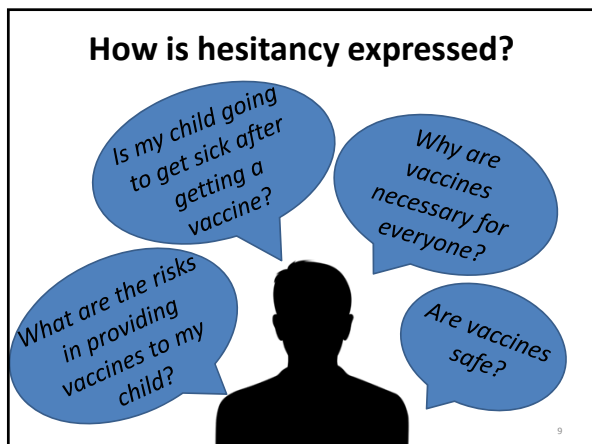 How is hesitancy expressed?
Is my child going
to get sick after
getting a
vaccine?
Why are
vaccines
necessary for
everyone?
What are the risks
in providing
vaccines to my
child?
Are vaccines
safe?
9